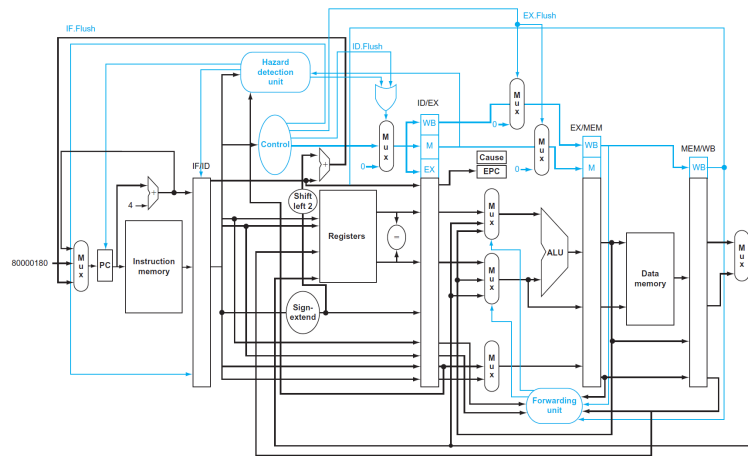 IF.Flush
EX.Flush
ID.Flush
Hazard
detection
unit
ID/EX
M
u
x
WB
Control
M
u
x
0
M
u
x
EX/MEM
0
M
WB
MEM/WB
IF/ID
Cause
EPC
0
EX
M
WB
+
+
4
Shift
left 2
Registers
=
M
u
x
ALU
M
u
x
80000180
M
u
x
PC
Instruction
memory
M
u
x
Data
memory
Sign-
extend
M
u
x
Forwarding
unit